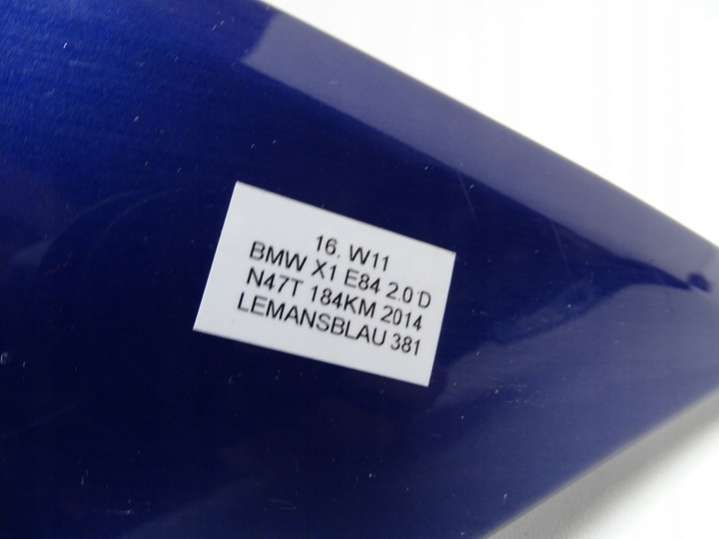 16, W11
BMW X1 E84 2.0 D
N47T 184KM 2014
LEMANSBLAU 381